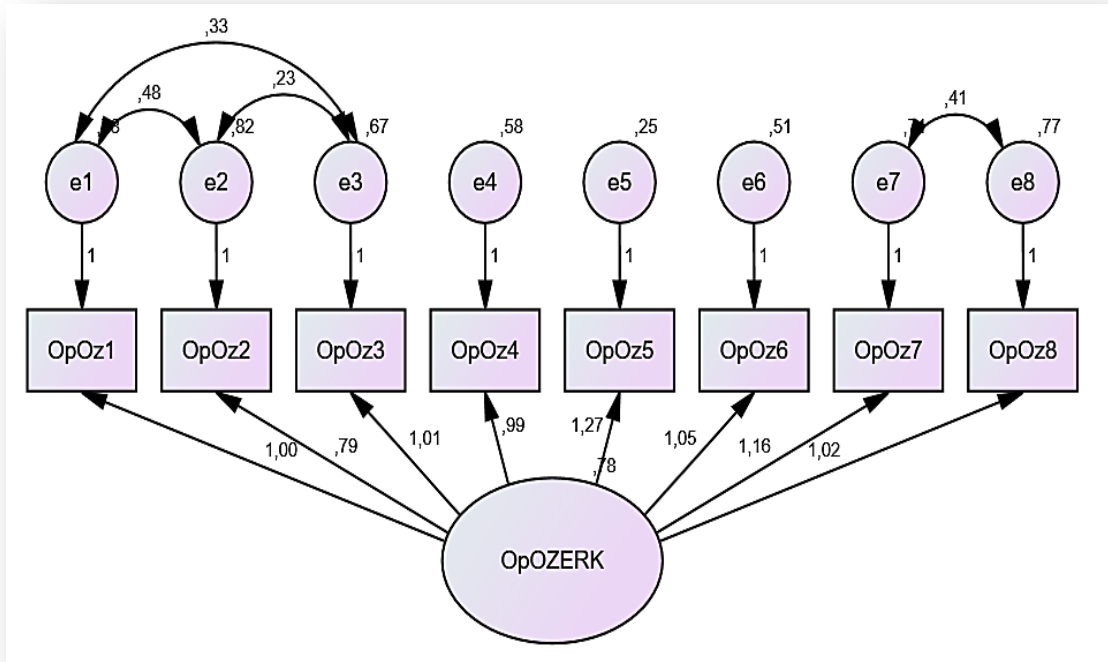 ,33
,48
,23
,82
,67
,58
,25
,51
,41
,77
e1
e2
e3
e4
e5
e6
e7
e8
1
1
1
1
1
1
1
1
OpOz1
OpOz2
OpOz3
OpOz4
OpOz5
OpOz6
OpOz7
OpOz8
1,00
,79
1,01
,99
1,27
,78
1,05
1,16
1,02
OpOZERK